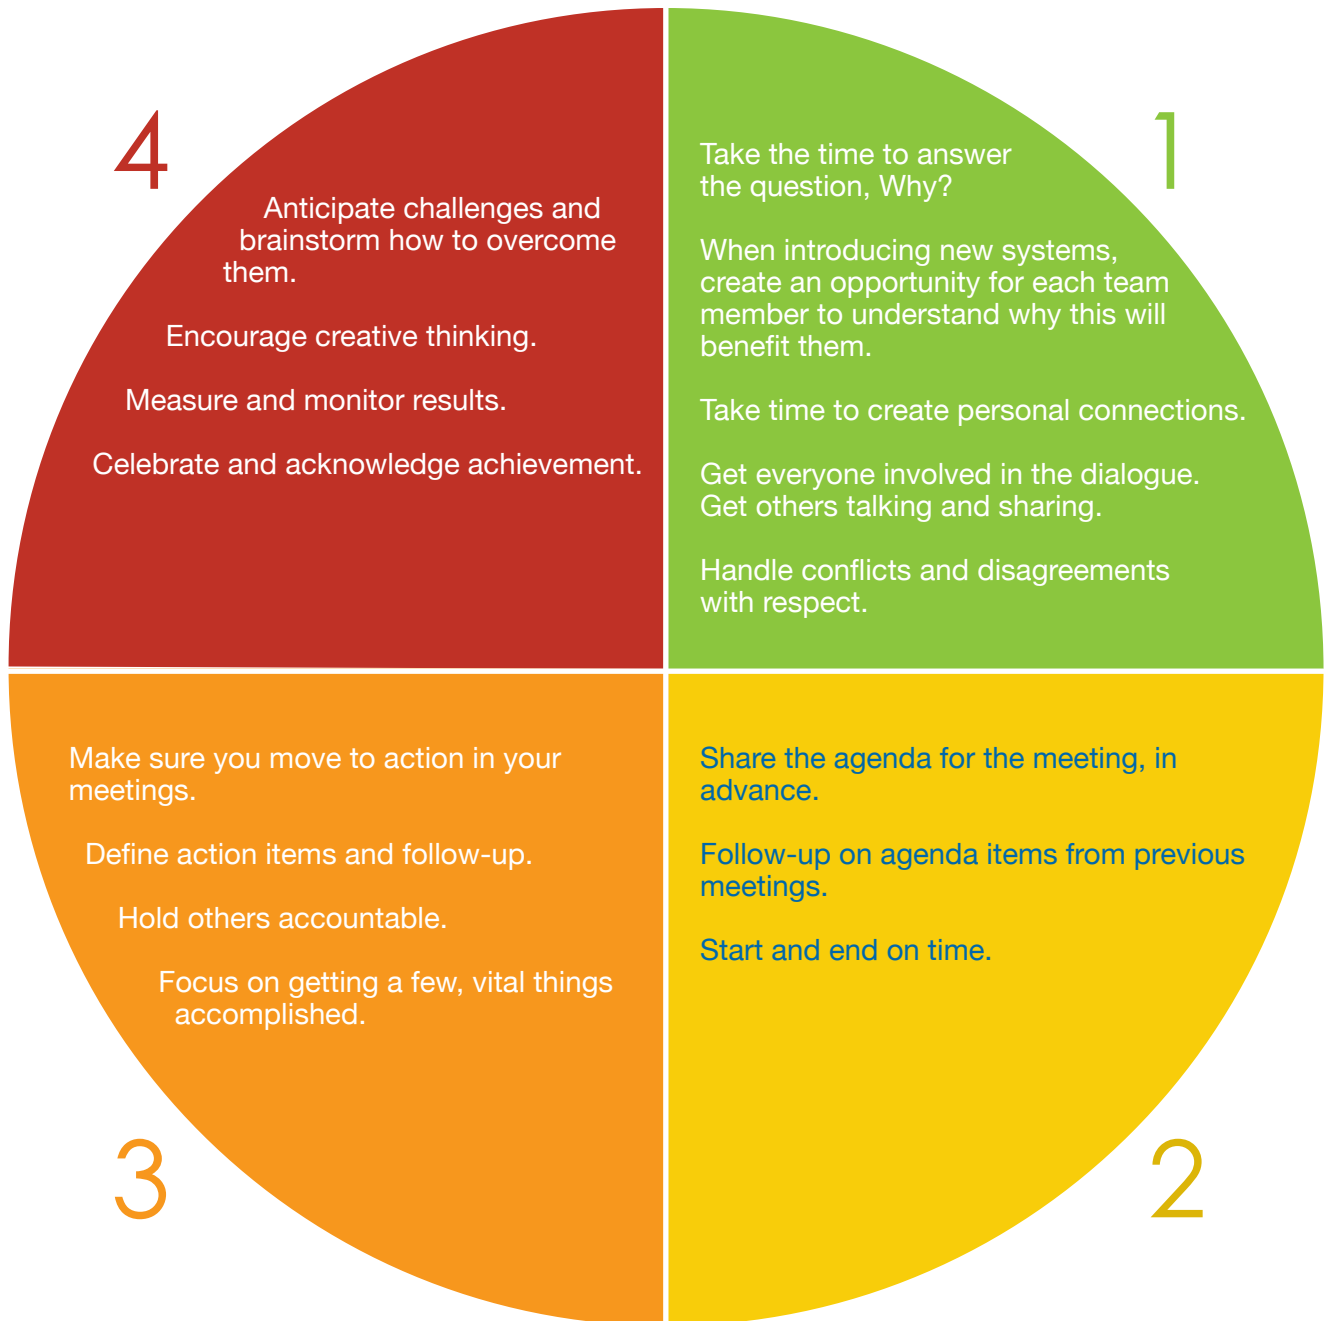 1
Take the time to answer
the question, Why?
When introducing new systems,
create an opportunity for each team
member to understand why this will
benefit them.
Take time to create personal connections.
Get everyone involved in the dialogue.
Get others talking and sharing.
Handle conflicts and disagreements
with respect.
2
Share the agenda for the meeting, in
advance.
Follow-up on agenda items from previous
meetings.
Start and end on time.
3
Make sure you move to action in your
meetings.
Define action items and follow-up.
Hold others accountable.
Focus on getting a few, vital things
accomplished.
4
Anticipate challenges and
brainstorm how to overcome
them.
Encourage creative thinking.
Measure and monitor results.
Celebrate and acknowledge achievement.